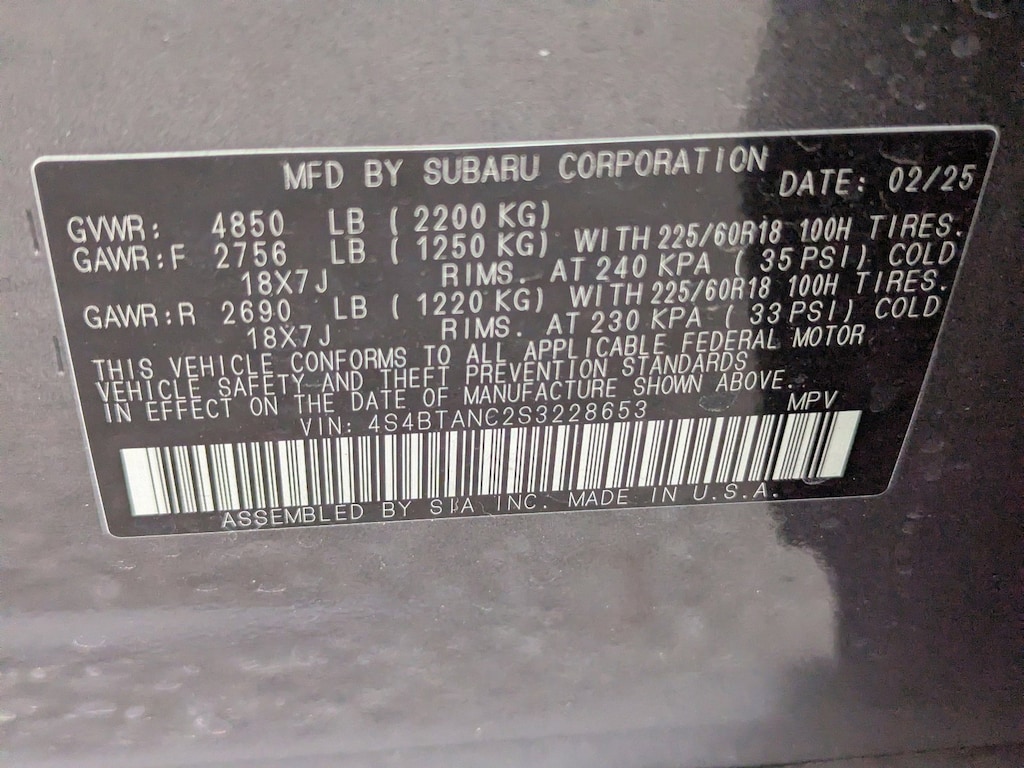 MFD BY SUBARU CORPORATION DATE: 02/25
GVWR: 4850 LB ( 2200 KG)
GAWR:F 2756 LB ( 1250 KG) WITH 225/60R18 100H TIRES.
18X7J RIMS. AT 240 KPA ( 35 PSI) COLD
GAWR:R 2690 LB ( 1220 KG) WITH 225/60R18 100H TIRES.
18X7J RIMS. AT 230 KPA ( 33 PSI) COLD
THIS VEHICLE CONFORMS TO ALL APPLICABLE FEDERAL MOTOR
VEHICLE SAFETY AND THEFT PREVENTION STANDARDS
IN EFFECT ON THE DATE OF MANUFACTURE SHOWN ABOVE.
VIN: 4S4BTANC2S3228653 MPV
ASSEMBLED BY SIA INC. MADE IN U.S.A.